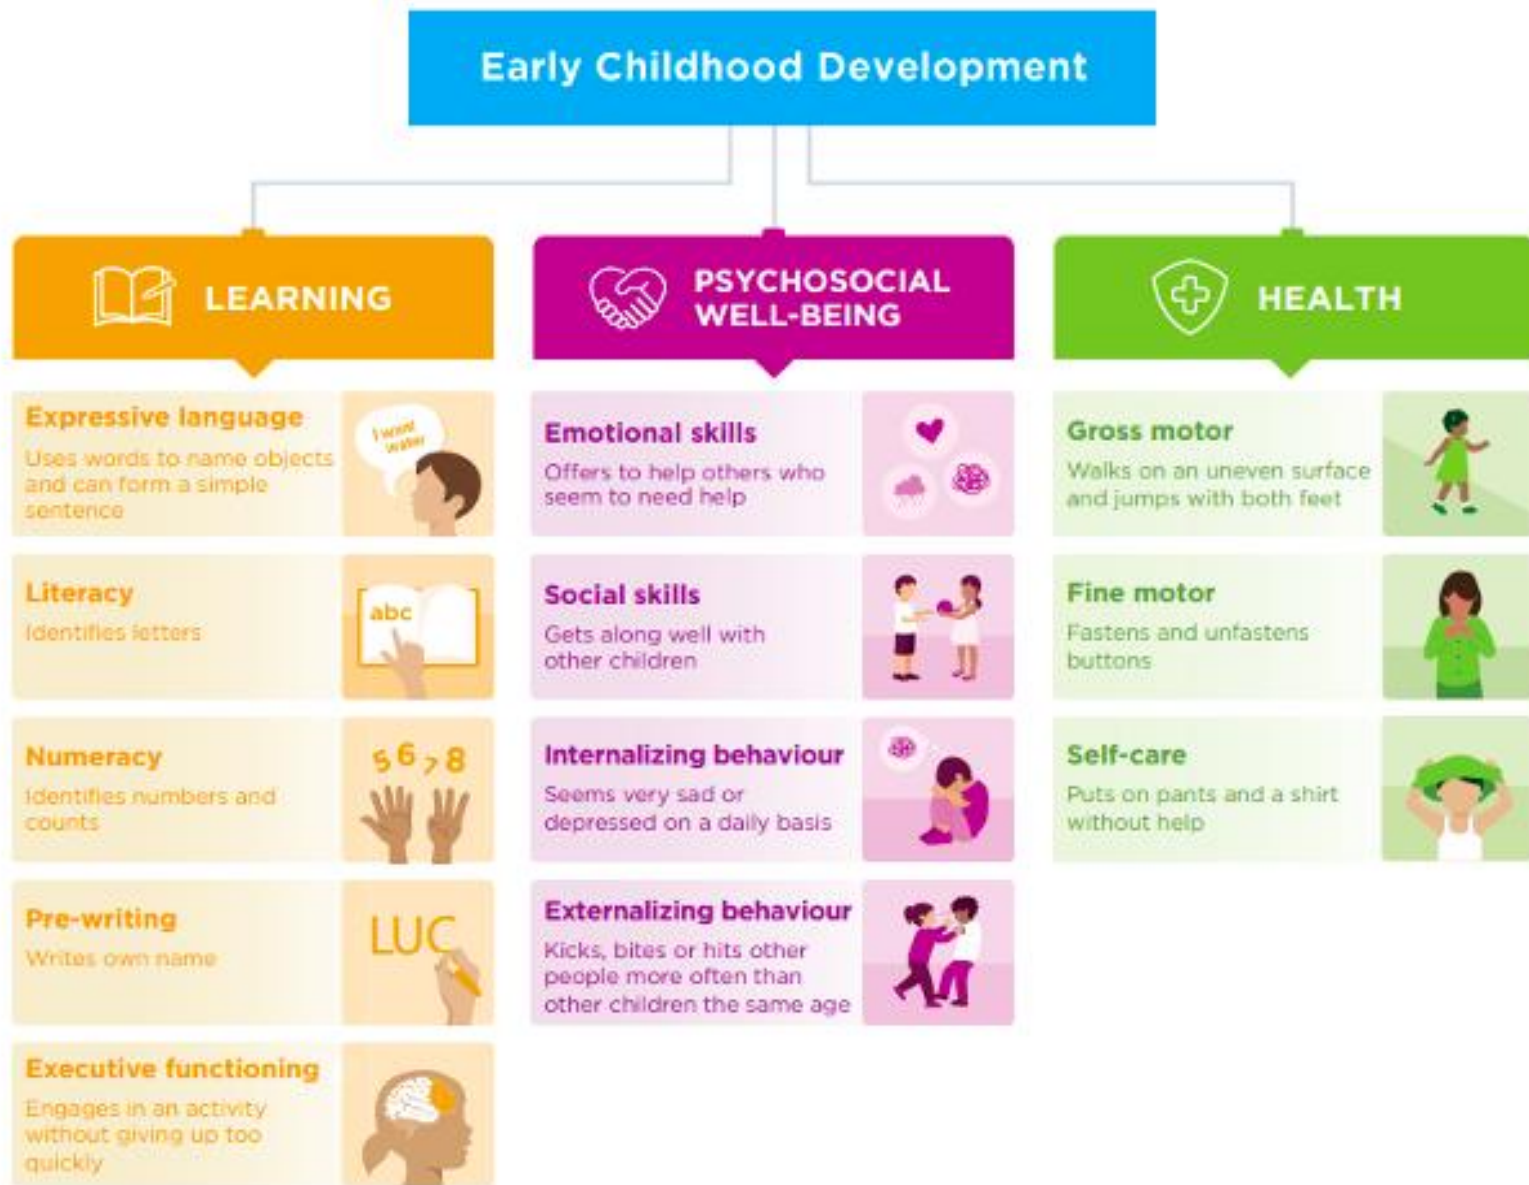 Early Childhood Development
LEARNING
Expressive language
Uses words to name objects
and can form a simple
sentence
I want
water
Literacy
Identifies letters
abc
Numeracy
Identifies numbers and
counts
5 6 7 8
Pre-writing
Writes own name
LUC
Executive functioning
Engages in an activity
without giving up too
quickly
PSYCHOSOCIAL
WELL-BEING
Emotional skills
Offers to help others who
seem to need help
Social skills
Gets along well with
other children
Internalizing behaviour
Seems very sad or
depressed on a daily basis
Externalizing behaviour
Kicks, bites or hits other
people more often than
other children the same age
HEALTH
Gross motor
Walks on an uneven surface
and jumps with both feet
Fine motor
Fastens and unfastens
buttons
Self-care
Puts on pants and a shirt
without help